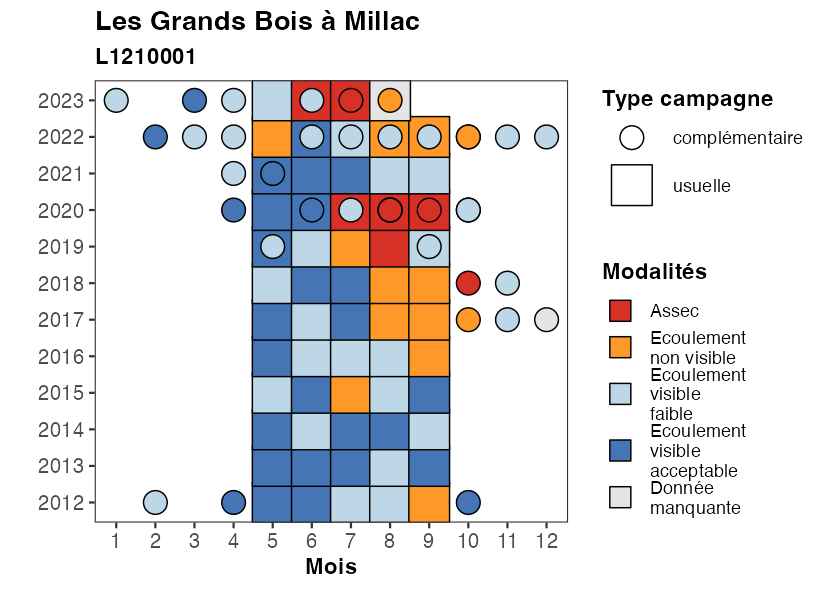 Les Grands Bois à Millac
L1210001
2023
2022
2021
2020
2019
2018
2017
2016
2015
2014
2013
2012
1 2 3 4 5 6 7 8 9 10 11 12
Mois
Type campagne
complémentaire
usuelle
Modalités
Assec
Ecoulement
non visible
Ecoulement
visible
faible
Ecoulement
visible
acceptable
Donnée
manquante